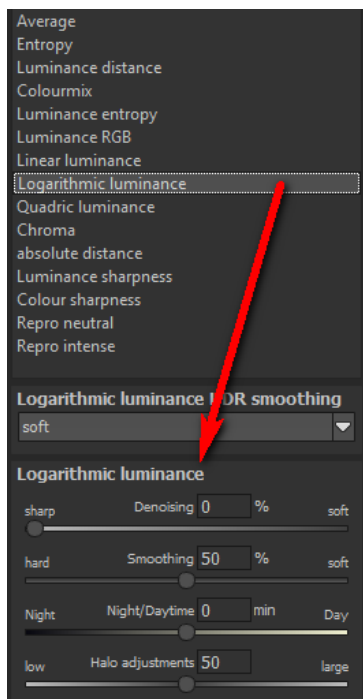 Average
Entropy
Luminance distance
Colourmix
Luminance entropy
Luminance RGB
Linear luminance
Logarithmic luminance
Quadric luminance
Chroma
absolute distance
Luminance sharpness
Colour sharpness
Repro neutral
Repro intense
Logarithmic luminance DR smoothing
soft
Logarithmic luminance
sharp Denoising 0 % soft
hard Smoothing 50 % soft
Night Night/Daytime 0 min Day
low Halo adjustments 50 large